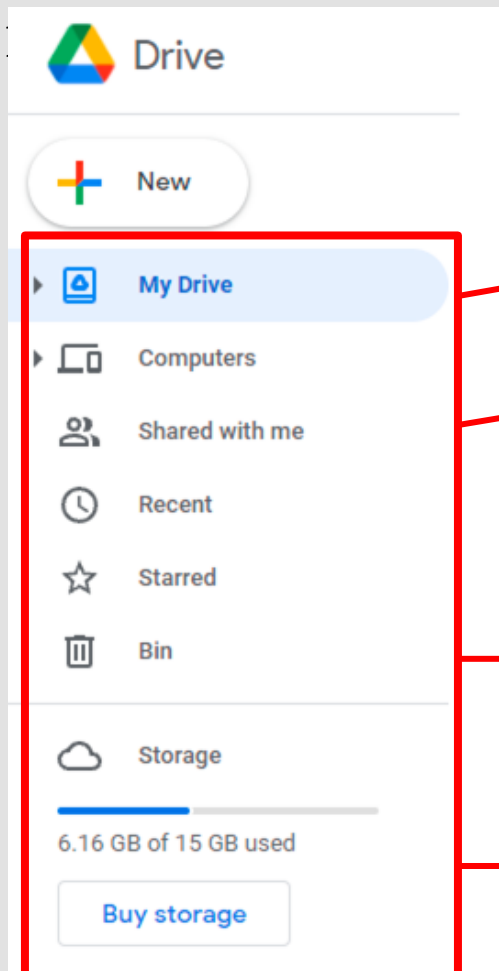 Drive
New
My Drive
Computers
Shared with me
Recent
Starred
Bin
Storage
6.16 GB of 15 GB used
Buy storage